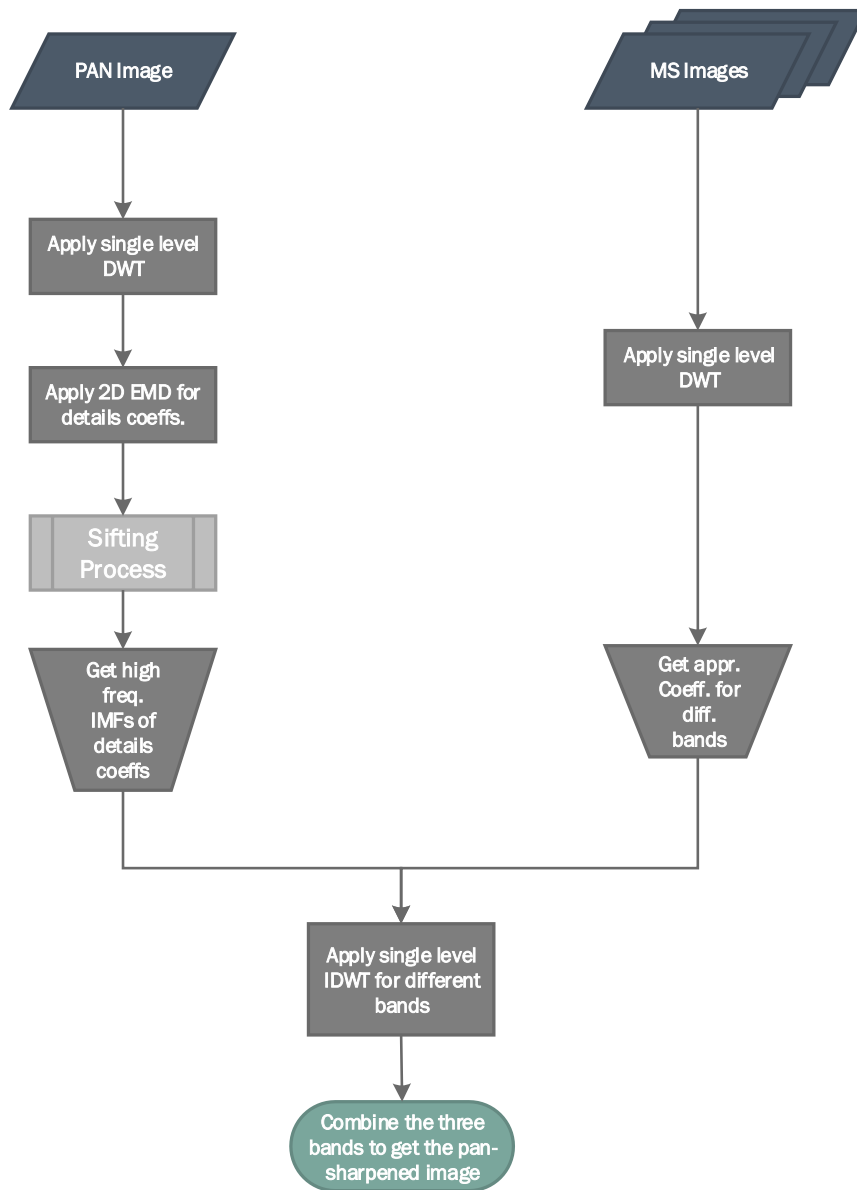 PAN Image
MS Images
Apply single level
DWT
Apply 2D EMD for
details coeffs.
Apply single level
DWT
Sifting
Process
Get high
freq.
IMFs of
details
coeffs
Get appr.
Coeff. for
diff.
bands
Apply single level
IDWT for different
bands
Combine the three
bands to get the pan-
sharpened image